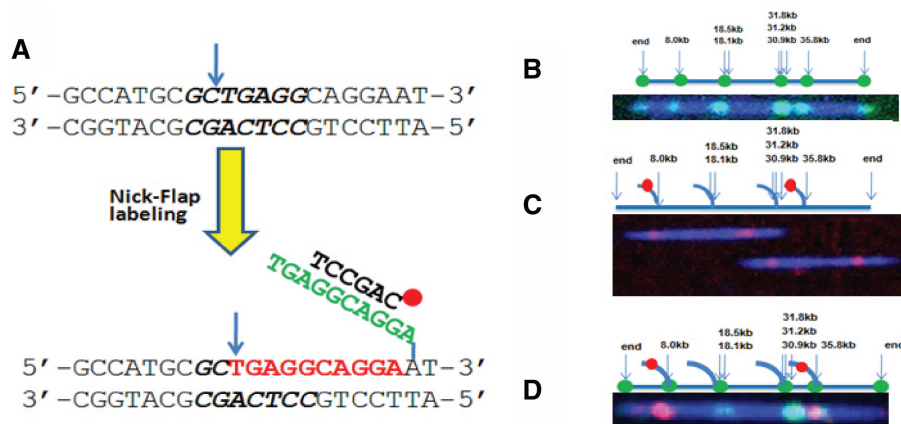 A
5’-GCCATGCGCTGAGGCAGGAAT-3’
3’-CGGTACGCGACTCCGTCCTTA-5’
Nick-Flap
labeling
TCCGAC
TGAGGCAGGA
5’-GCCATGCGCTGAGGCAGGAAT-3’
3’-CGGTACGCGACTCCGTCCTTA-5’
B
31.8kb
18.5kb 31.2kb
end 8.0kb 18.1kb 30.9kb 35.8kb end
C
31.8kb
18.5kb 31.2kb
end 8.0kb 18.1kb 30.9kb 35.8kb end
D
31.8kb
18.5kb 31.2kb
end 8.0kb 18.1kb 30.9kb 35.8kb end